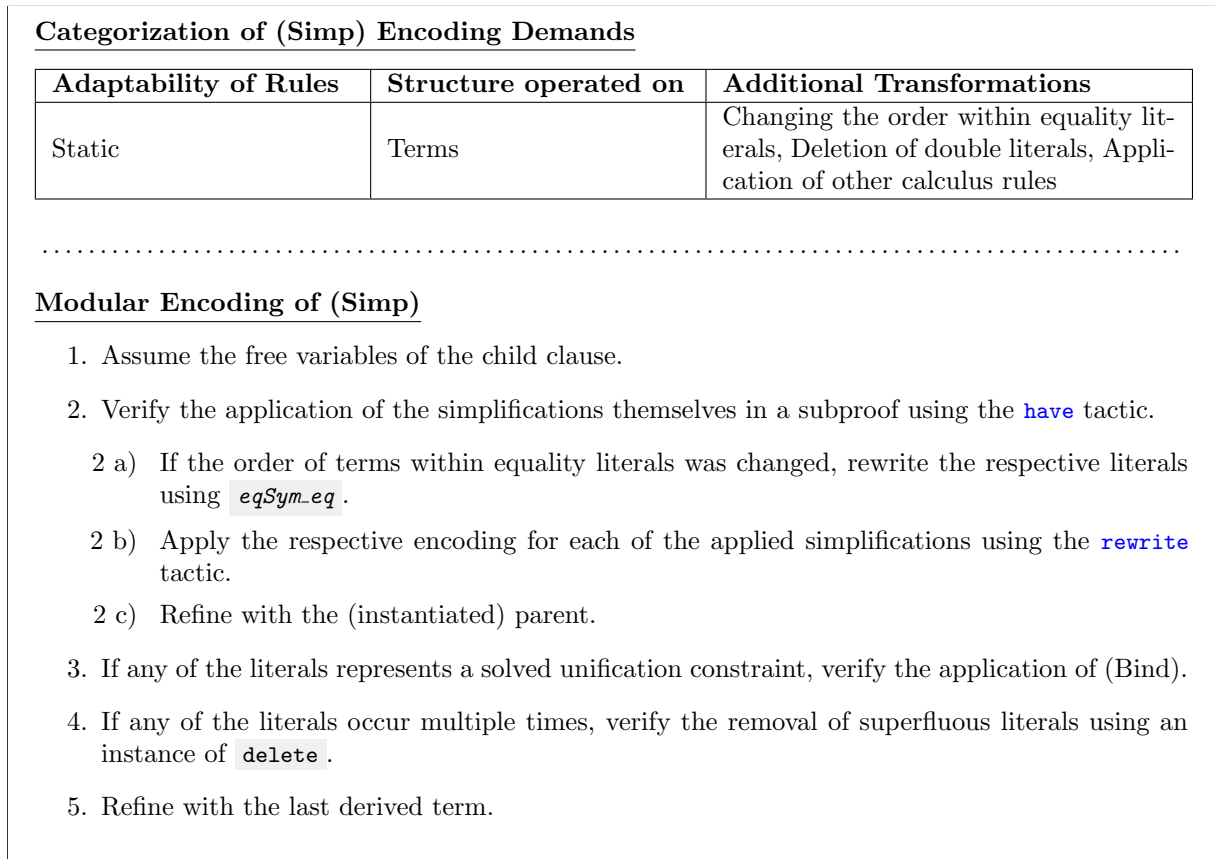 Categorization of (Simp) Encoding Demands
Adaptability of Rules Structure operated on Additional Transformations
Static Terms Changing the order within equality lit-
erals, Deletion of double literals, Appli-
cation of other calculus rules
Modular Encoding of (Simp)
1. Assume the free variables of the child clause.
2. Verify the application of the simplifications themselves in a subproof using the have tactic.
2 a) If the order of terms within equality literals was changed, rewrite the respective literals
using eqSym_eq.
2 b) Apply the respective encoding for each of the applied simplifications using the rewrite
tactic.
2 c) Refine with the (instantiated) parent.
3. If any of the literals represents a solved unification constraint, verify the application of (Bind).
4. If any of the literals occur multiple times, verify the removal of superfluous literals using an
instance of delete.
5. Refine with the last derived term.